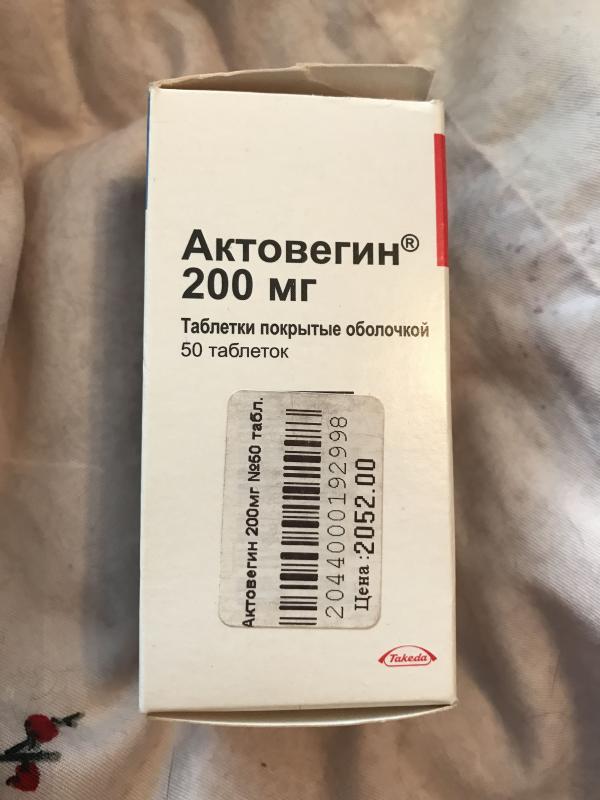 Актовегин®
200 мг
Таблетки покрытые оболочкой
50 таблеток
Актовегин 200мг №50 табл.
2044000192998
Цена :2052.00
Takeda